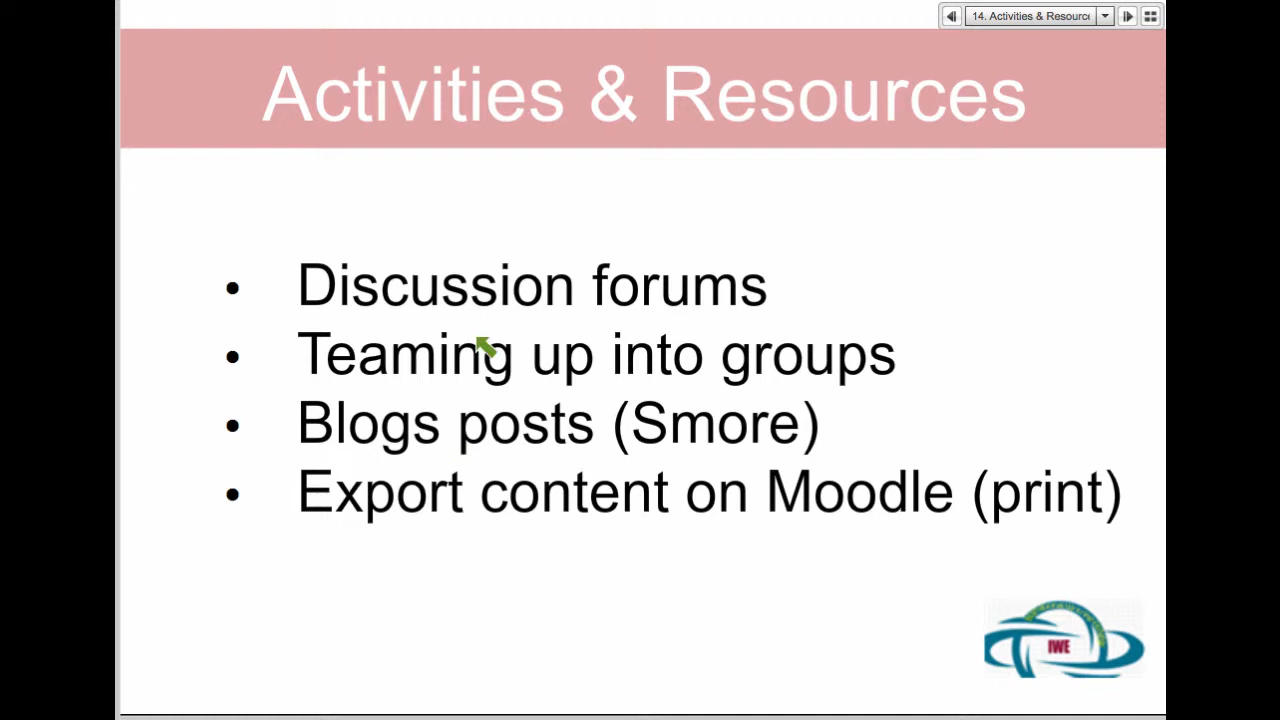 14. Activities & Resourc
Activities & Resources
• Discussion forums
• Teaming up into groups
• Blogs posts (Smore)
• Export content on Moodle (print)
IWE